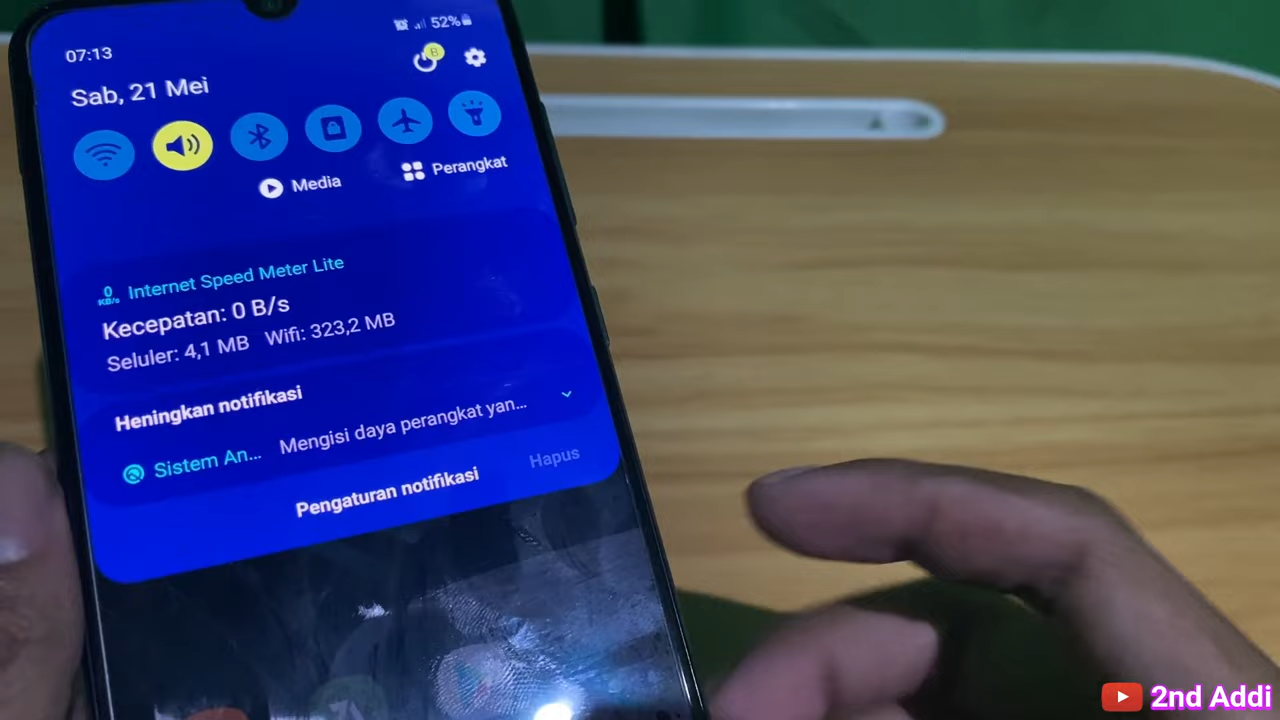 07:13
52%
B
Sab, 21 Mei
Media
Perangkat
0
KB/s
Internet Speed Meter Lite
Kecepatan: 0 B/s
Seluler: 4,1 MB Wifi: 323,2 MB
Heningkan notifikasi
Sistem An... Mengisi daya perangkat yan...
Hapus
Pengaturan notifikasi
2nd Addi